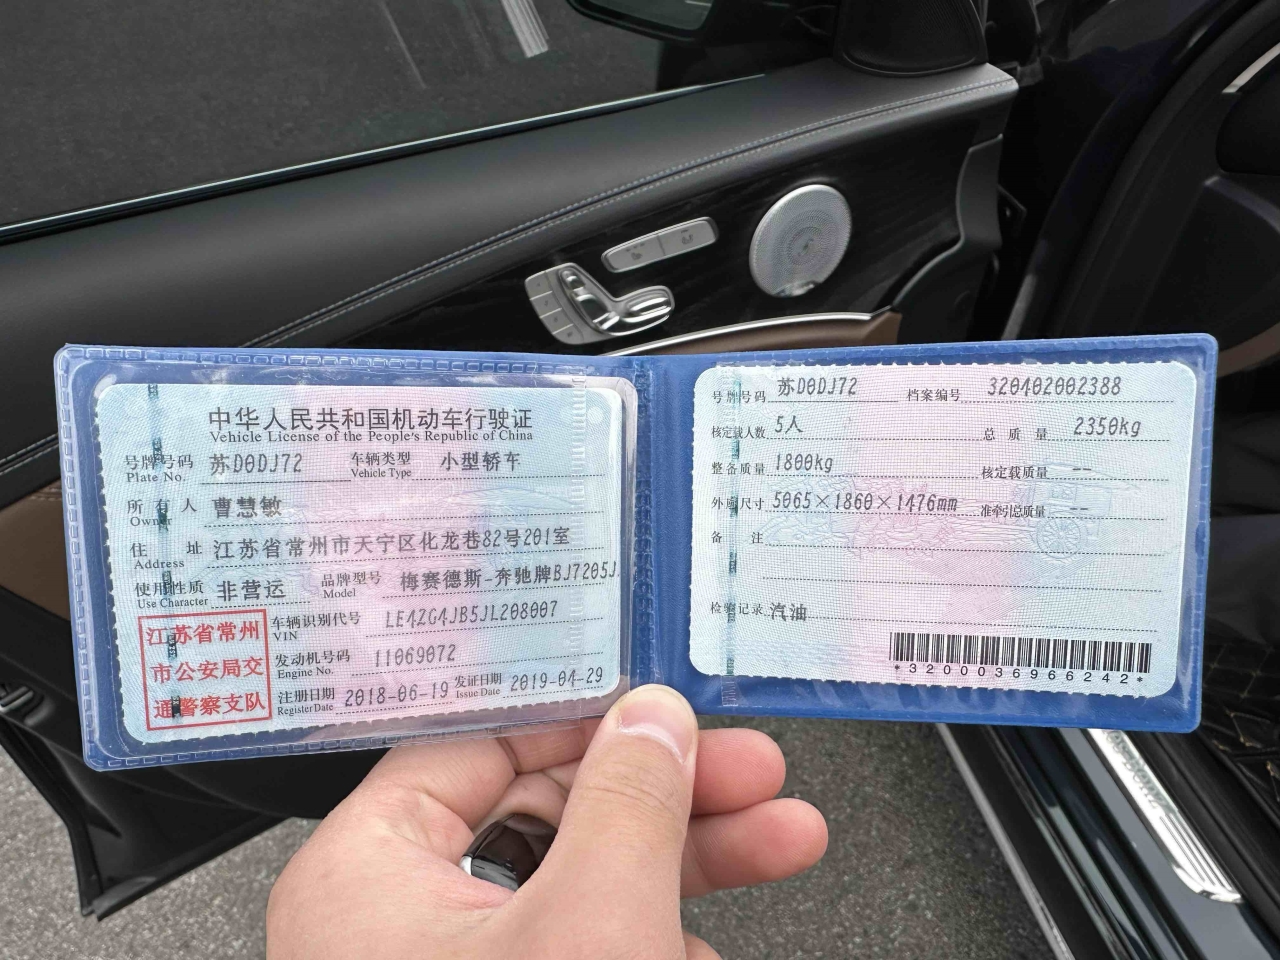 中华人民共和国机动车行驶证
Vehicle License of the People's Republic of China
号牌号码 苏D0DJ72 车辆类型 小型轿车
Plate No. Vehicle Type
所有人 曹慧敏
Owner
住址 江苏省常州市天宁区化龙巷82号201室
Address
使用性质 非营运 品牌型号 梅赛德斯-奔驰牌BJ7205J
Use Character Model
江苏省常州
市公安局交
通警察支队
车辆识别代号 LE4ZG4JB5JL208007
VIN
发动机号码 11069072
Engine No.
注册日期 2018-06-19 发证日期 2019-04-29
Register Date Issue Date
号牌号码 苏D0DJ72 档案编号 320402002388
核定载人数 5人 总质量 2350kg
整备质量 1800kg 核定载质量 --
外廓尺寸 5065×1860×1476mm 准牵引总质量 --
备注
检验记录 汽油
*3200036966242*